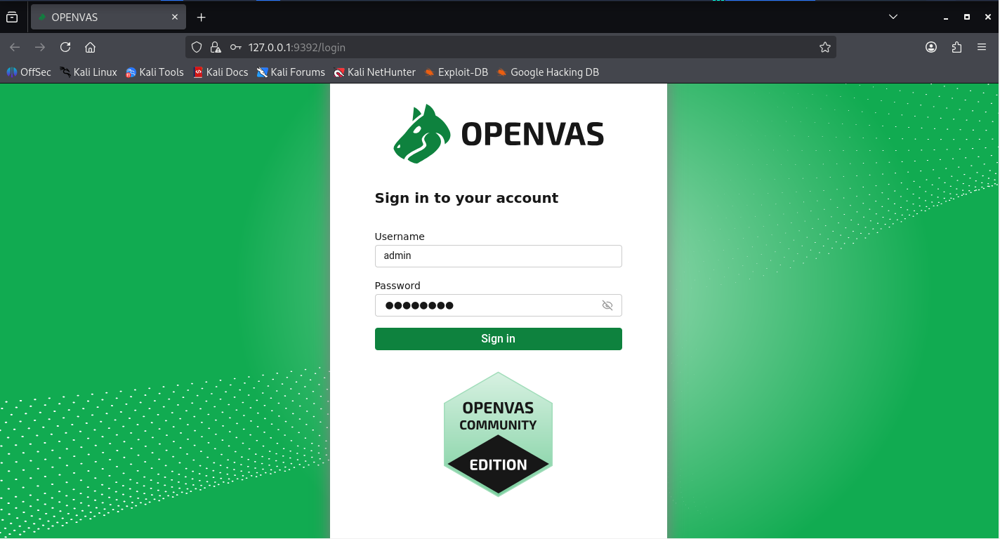 OPENVAS
127.0.0.1:9392/login
OffSec Kali Linux Kali Tools Kali Docs Kali Forums Kali NetHunter Exploit-DB Google Hacking DB
OPENVAS
Sign in to your account
Username
admin
Password
Sign in
OPENVAS
COMMUNITY
EDITION